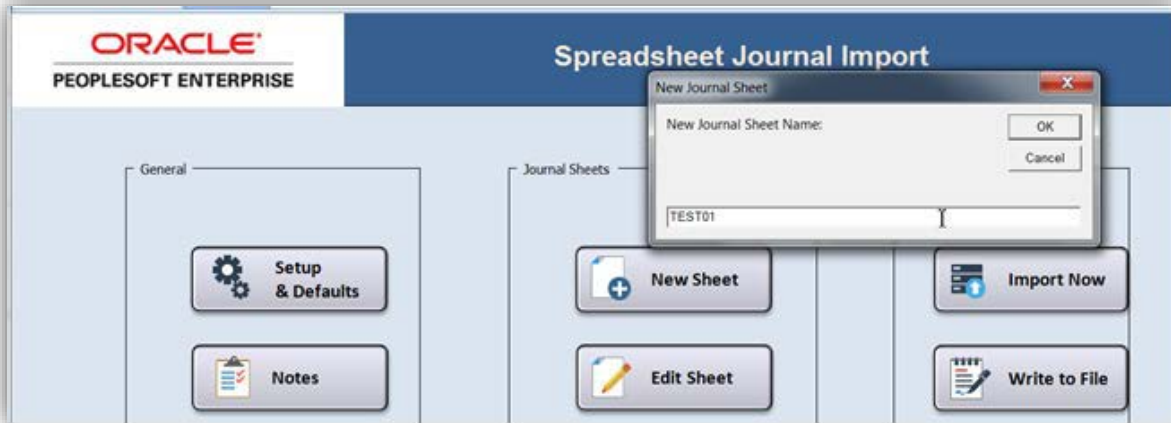 ORACLE
PEOPLESOFT ENTERPRISE
Spreadsheet Journal Import
New Journal Sheet
New Journal Sheet Name:
OK
Cancel
TEST01
General
Journal Sheets
Setup
& Defaults
New Sheet
Import Now
Notes
Edit Sheet
Write to File